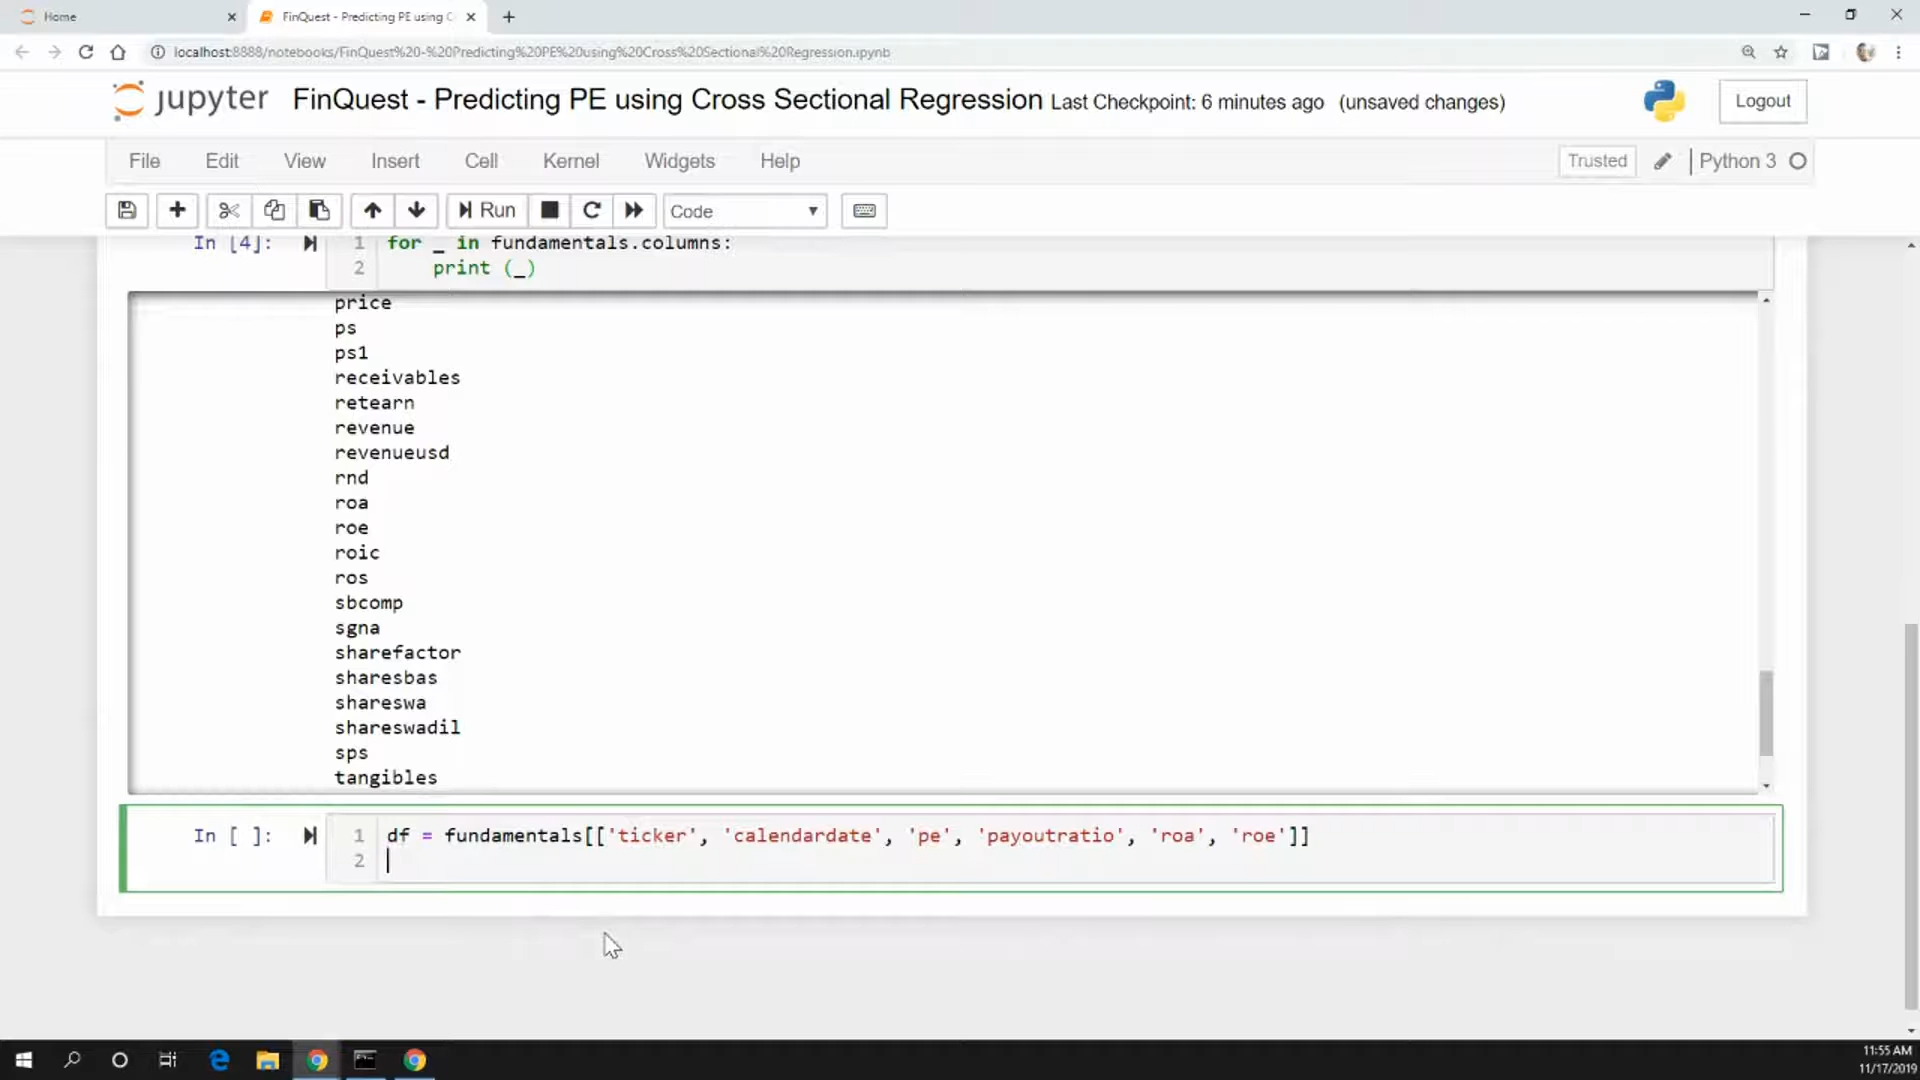 Home
FinQuest - Predicting PE using C
localhost:8888/notebooks/FinQuest%20-%20Predicting%20PE%20using%20Cross%20Sectional%20Regression.ipynb
jupyter FinQuest - Predicting PE using Cross Sectional Regression Last Checkpoint: 6 minutes ago (unsaved changes) Logout
File Edit View Insert Cell Kernel Widgets Help Trusted Python 3
Run Code
In [4]: 1 for _ in fundamentals.columns:
2 print (_)
price
ps
ps1
receivables
retearn
revenue
revenueusd
rnd
roa
roe
roic
ros
sbcomp
sgna
sharefactor
sharesbas
shareswa
shareswadil
sps
tangibles
In [ ]: 1 df = fundamentals[['ticker', 'calendardate', 'pe', 'payoutratio', 'roa', 'roe']]
2
11:55 AM
11/17/2019